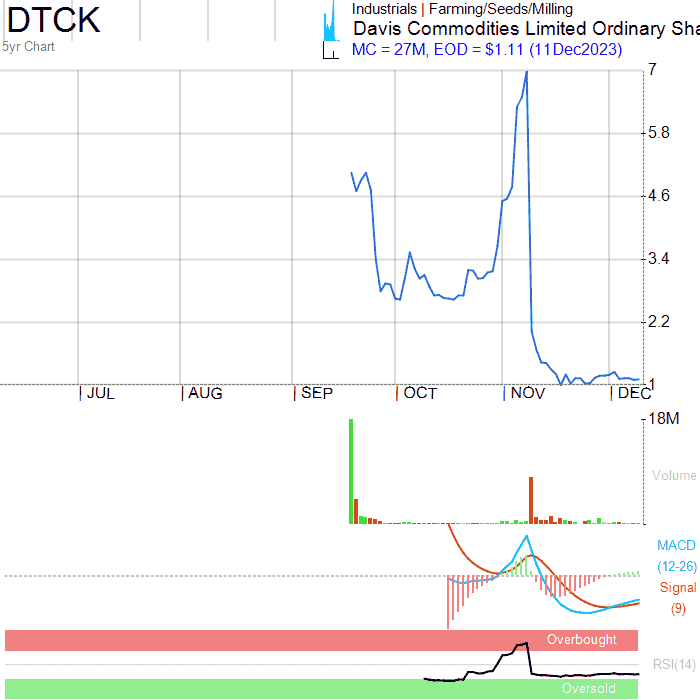 DTCK
5yr Chart
Industrials | Farming/Seeds/Milling
Davis Commodities Limited Ordinary Sha
MC = 27M, EOD = $1.11 (11Dec2023)
7
5.8
4.6
3.4
2.2
1
JUL AUG SEP OCT NOV DEC
18M
Volume
MACD
(12-26)
Signal
(9)
Overbought
RSI(14)
Oversold